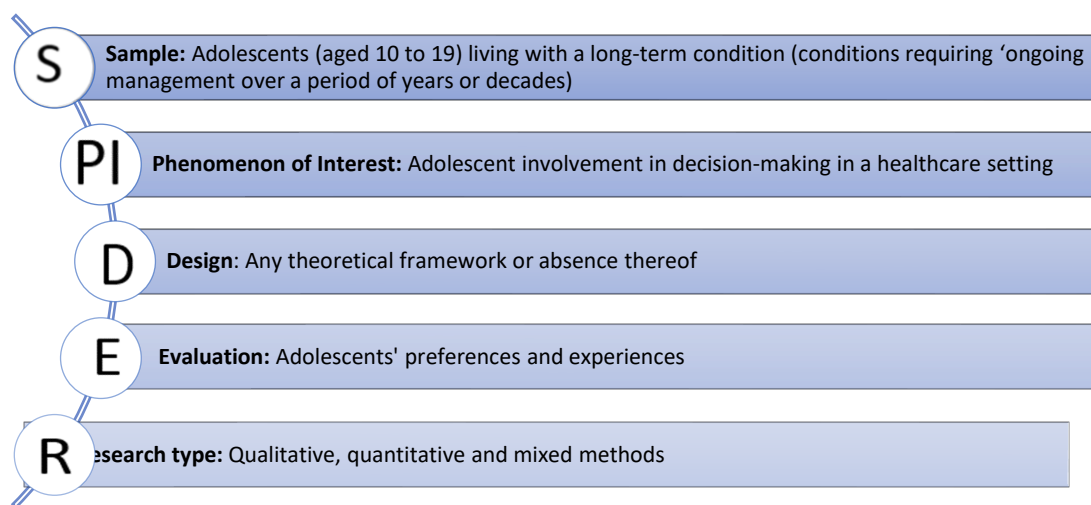 S
Sample: Adolescents (aged 10 to 19) living with a long-term condition (conditions requiring ‘ongoing
management over a period of years or decades)
PI
Phenomenon of Interest: Adolescent involvement in decision-making in a healthcare setting
D
Design: Any theoretical framework or absence thereof
E
Evaluation: Adolescents' preferences and experiences
R
esearch type: Qualitative, quantitative and mixed methods